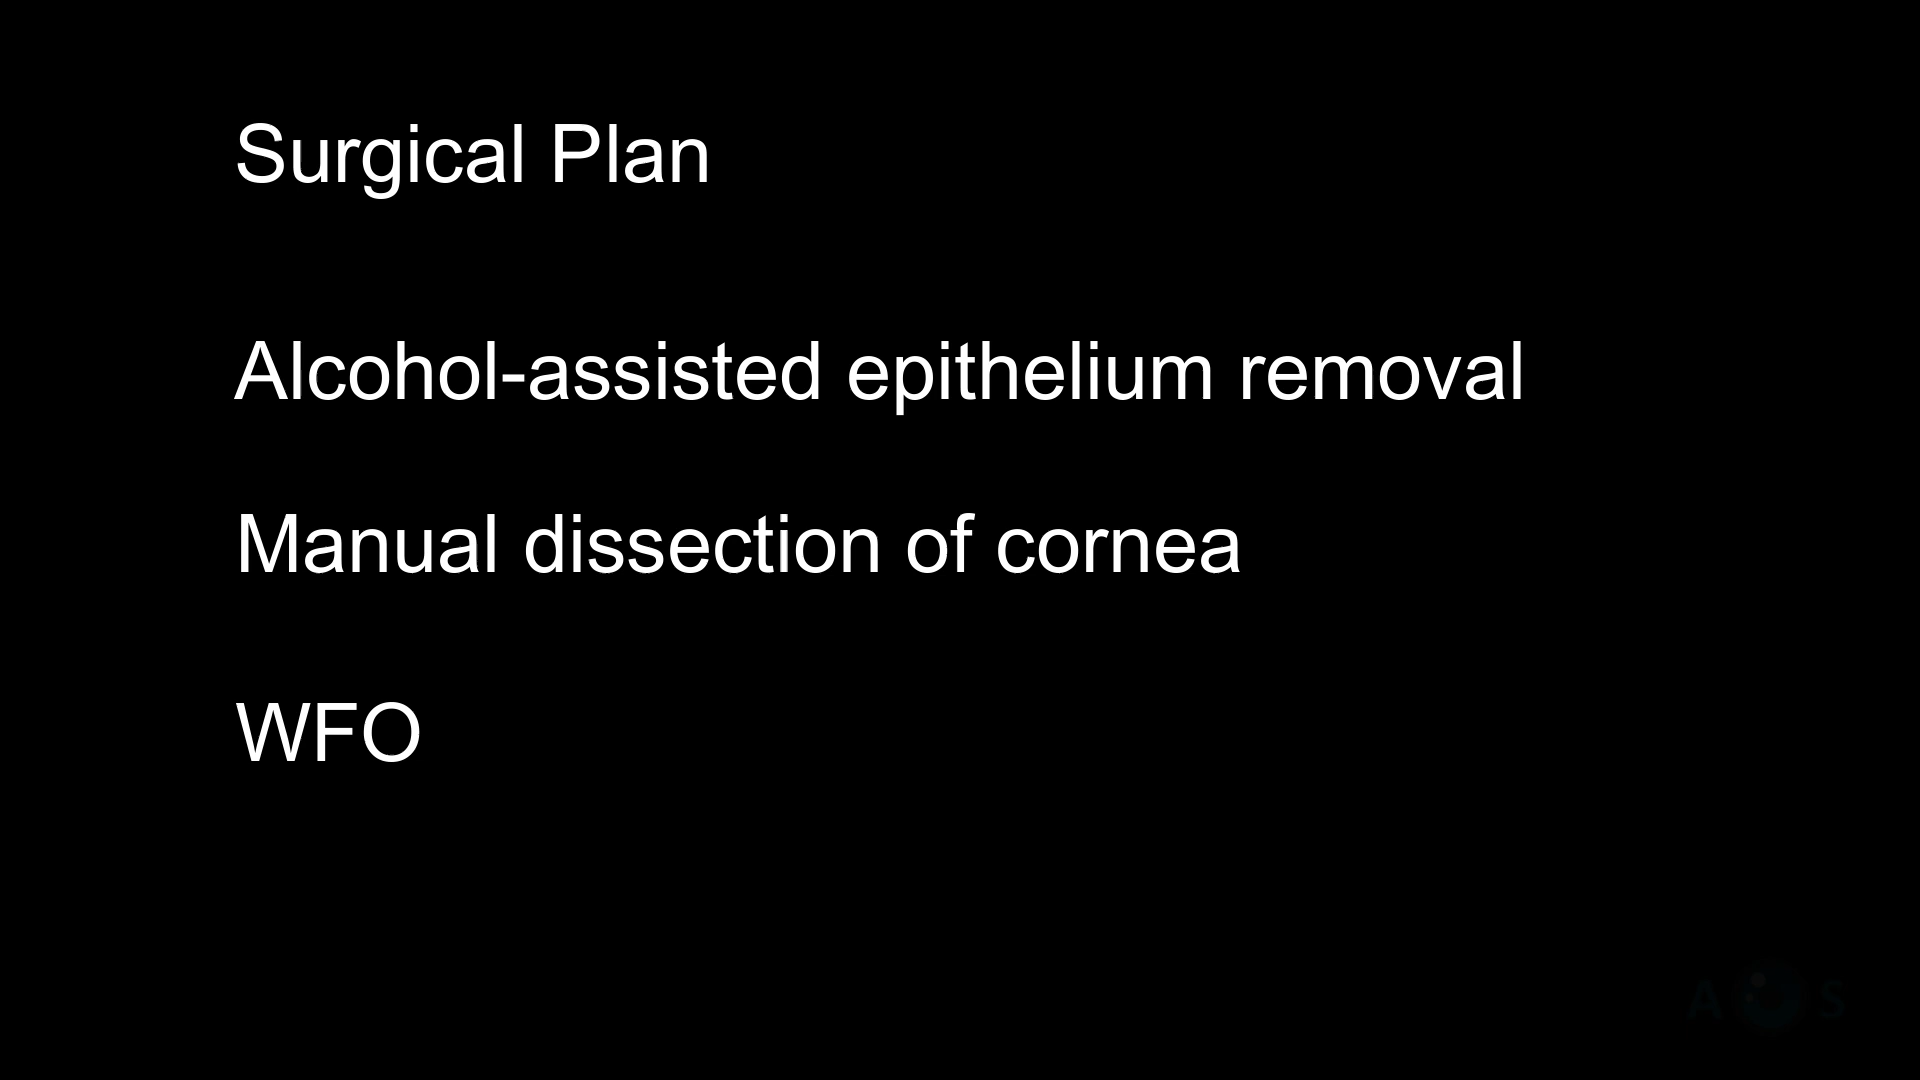 Surgical Plan
Alcohol-assisted epithelium removal
Manual dissection of cornea
WFO
A S